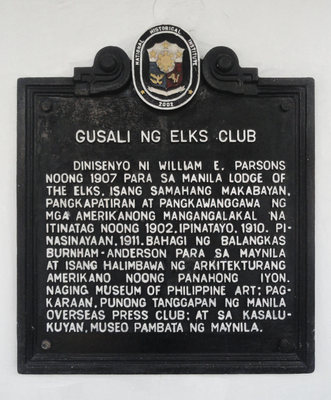 NATIONAL HISTORICAL INSTITUTE
2002
GUSALI NG ELKS CLUB
DINISENYO NI WILLIAM E. PARSONS
NOONG 1907 PARA SA MANILA LODGE OF
THE ELKS, ISANG SAMAHANG MAKABAYAN,
PANGKAPATIRAN AT PANGKAWANGGAWA NG
MGA AMERIKANONG MANGANGALAKAL NA
ITINATAG NOONG 1902. IPINATAYO, 1910. PI-
NASINAYAAN, 1911. BAHAGI NG BALANGKAS
BURNHAM-ANDERSON PARA SA MAYNILA
AT ISANG HALIMBAWA NG ARKITEKTURANG
AMERIKANO NOONG PANAHONG IYON.
NAGING MUSEUM OF PHILIPPINE ART; PAG-
KARAAN, PUNONG TANGGAPAN NG MANILA
OVERSEAS PRESS CLUB; AT SA KASALU-
KUYAN, MUSEO PAMBATA NG MAYNILA.